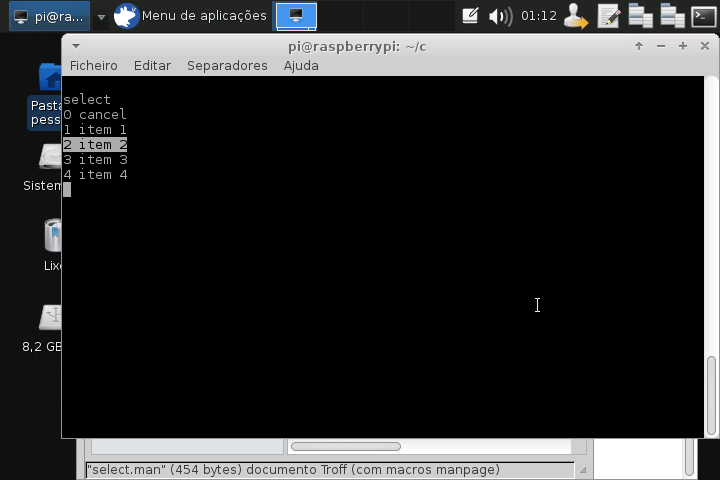 pi@ra...
Menu de aplicações
01:12
pi@raspberrypi: ~/c
Ficheiro Editar Separadores Ajuda
select
0 cancel
1 item 1
2 item 2
3 item 3
4 item 4
Pasta
pess
Sistem
Lixo
8,2 GB
"select.man" (454 bytes) documento Troff (com macros manpage)